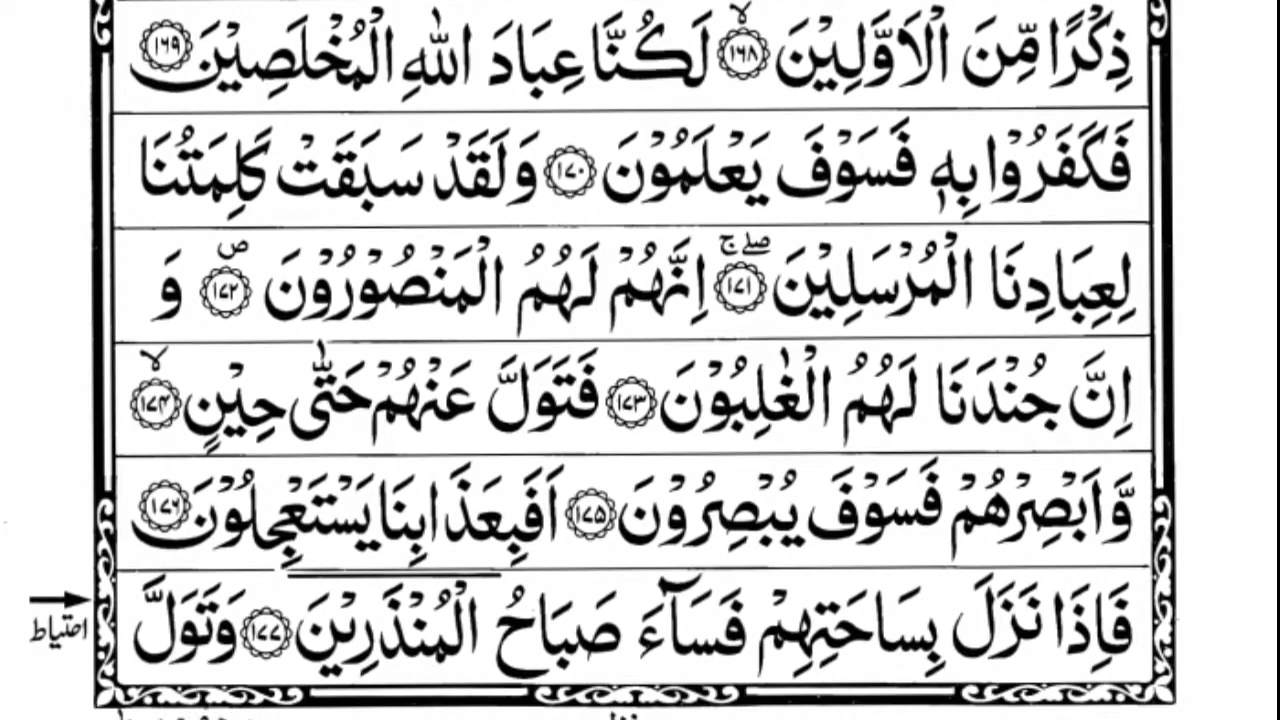 ذِكْرًا مِّنَ الْاَوَّلِيْنَ ۙ۝۱۶۸ لَكُنَّا عِبَادَ اللّٰهِ الْمُخْلَصِيْنَ ۝۱۶۹
فَكَفَرُوْا بِهٖ فَسَوْفَ يَعْلَمُوْنَ ۝۱۷۰ وَلَقَدْ سَبَقَتْ كَلِمَتُنَا
لِعِبَادِنَا الْمُرْسَلِيْنَ ۖۚ۝۱۷۱ اِنَّهُمْ لَهُمُ الْمَنْصُوْرُوْنَ ۝۱۷۲ ص وَ
اِنَّ جُنْدَنَا لَهُمُ الْغٰلِبُوْنَ ۝۱۷۳ فَتَوَلَّ عَنْهُمْ حَتّٰى حِيْنٍ ۙ۝۱۷۴
وَّاَبْصِرْهُمْ فَسَوْفَ يُبْصِرُوْنَ ۝۱۷۵ اَفَبِعَذَابِنَا يَسْتَعْجِلُوْنَ ۝۱۷۶
فَاِذَا نَزَلَ بِسَاحَتِهِمْ فَسَآءَ صَبَاحُ الْمُنْذَرِيْنَ ۝۱۷۷ وَتَوَلَّ
احتياط